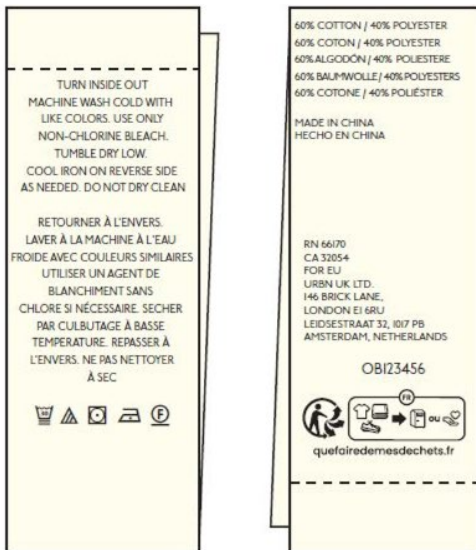 TURN INSIDE OUT
MACHINE WASH COLD WITH
LIKE COLORS. USE ONLY
NON-CHLORINE BLEACH.
TUMBLE DRY LOW.
COOL IRON ON REVERSE SIDE
AS NEEDED. DO NOT DRY CLEAN
RETOURNER À L'ENVERS.
LAVER À LA MACHINE À L'EAU
FROIDE AVEC COULEURS SIMILAIRES
UTILISER UN AGENT DE
BLANCHIMENT SANS
CHLORE SI NÉCESSAIRE. SECHER
PAR CULBUTAGE À BASSE
TEMPERATURE. REPASSER À
L'ENVERS. NE PAS NETTOYER
À SEC
F
60% COTTON / 40% POLYESTER
60% COTON / 40% POLYESTER
60% ALGODÓN / 40% POLIESTERE
60% BAUMWOLLE / 40% POLYESTERS
60% COTONE / 40% POLIÉSTER
MADE IN CHINA
HECHO EN CHINA
RN 66170
CA 32054
FOR EU
URBN UK LTD.
146 BRICK LANE,
LONDON E1 6RU
LEIDSESTRAAT 32, 1017 PB
AMSTERDAM, NETHERLANDS
OB123456
FR
ou
quefairedemesdechets.fr